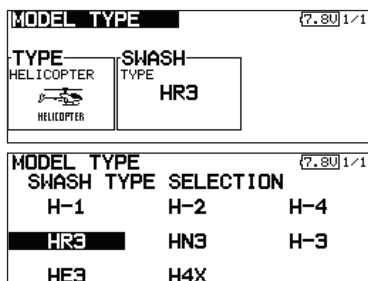 MODEL TYPE 7.8V 1/1
TYPE SWASH
HELICOPTER TYPE
HR3
HELICOPTER
MODEL TYPE 7.8V 1/1
SWASH TYPE SELECTION
H-1 H-2 H-4
HR3 HN3 H-3
HE3 H4X